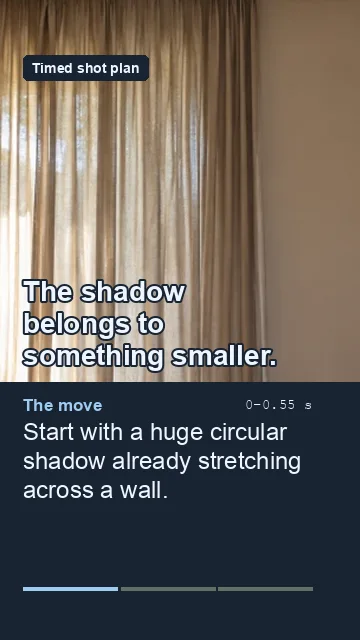 Timed shot plan
The shadow
belongs to
something smaller.
The move 0–0.55 s
Start with a huge circular
shadow already stretching
across a wall.